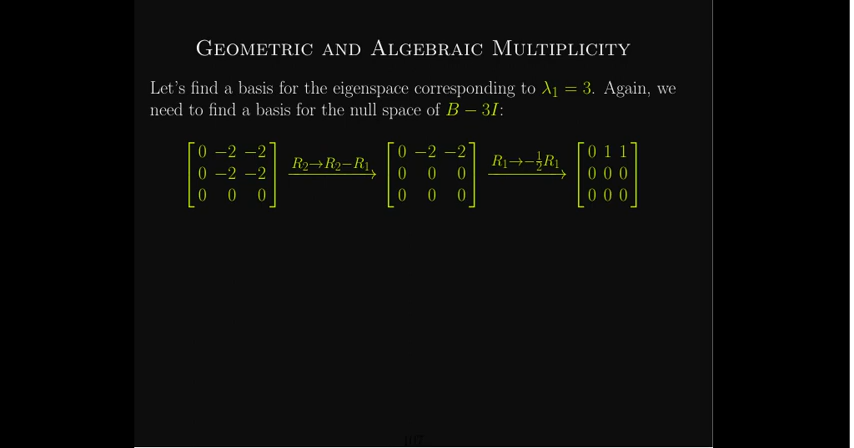 Geometric and Algebraic Multiplicity
Let's find a basis for the eigenspace corresponding to λ₁ = 3. Again, we
need to find a basis for the null space of B − 3I:
[0 −2 −2] R₂→R₂−R₁ [0 −2 −2] R₁→−½R₁ [0 1 1]
[0 −2 −2] [0 0 0] [0 0 0]
[0 0 0] [0 0 0] [0 0 0]